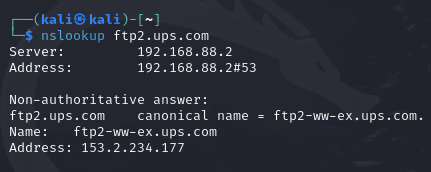 (kali㉿kali)-[~]
$ nslookup ftp2.ups.com
Server: 192.168.88.2
Address: 192.168.88.2#53
Non-authoritative answer:
ftp2.ups.com canonical name = ftp2-ww-ex.ups.com.
Name: ftp2-ww-ex.ups.com
Address: 153.2.234.177